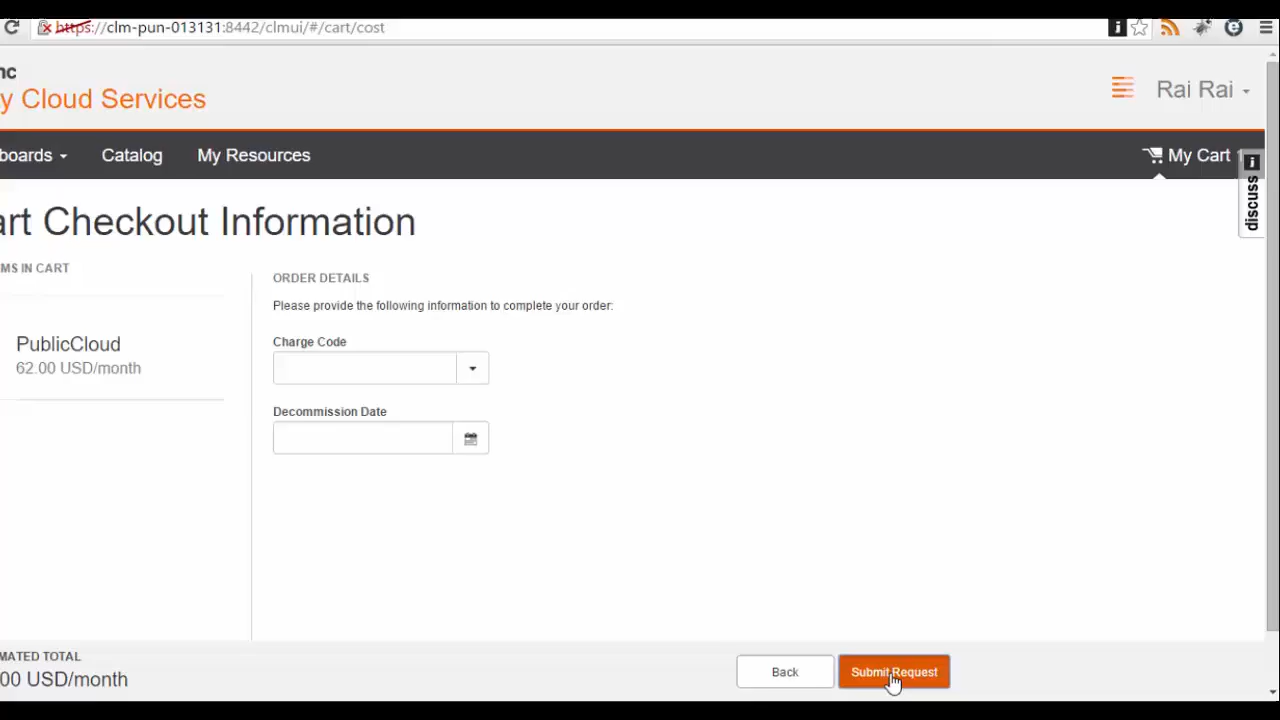 https://clm-pun-013131:8442/clmui/#/cart/cost
nc
y Cloud Services
Rai Rai
boards
Catalog
My Resources
My Cart
discuss
art Checkout Information
MS IN CART
PublicCloud
62.00 USD/month
ORDER DETAILS
Please provide the following information to complete your order:
Charge Code
Decommission Date
MATED TOTAL
00 USD/month
Back
Submit Request